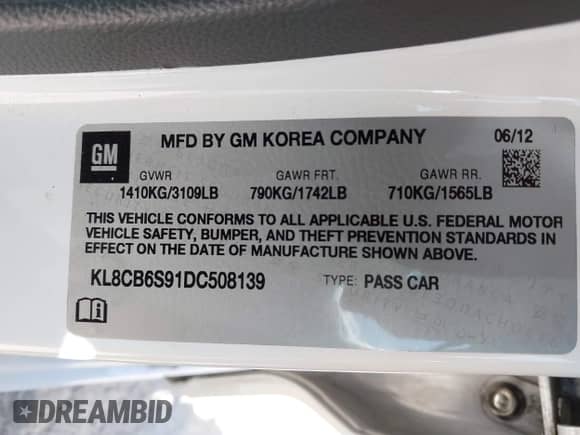 GM
MFD BY GM KOREA COMPANY 06/12
GVWR GAWR FRT. GAWR RR.
1410KG/3109LB 790KG/1742LB 710KG/1565LB
THIS VEHICLE CONFORMS TO ALL APPLICABLE U.S. FEDERAL MOTOR
VEHICLE SAFETY, BUMPER, AND THEFT PREVENTION STANDARDS IN
EFFECT ON THE DATE OF MANUFACTURE SHOWN ABOVE.
KL8CB6S91DC508139 TYPE: PASS CAR
DREAMBID